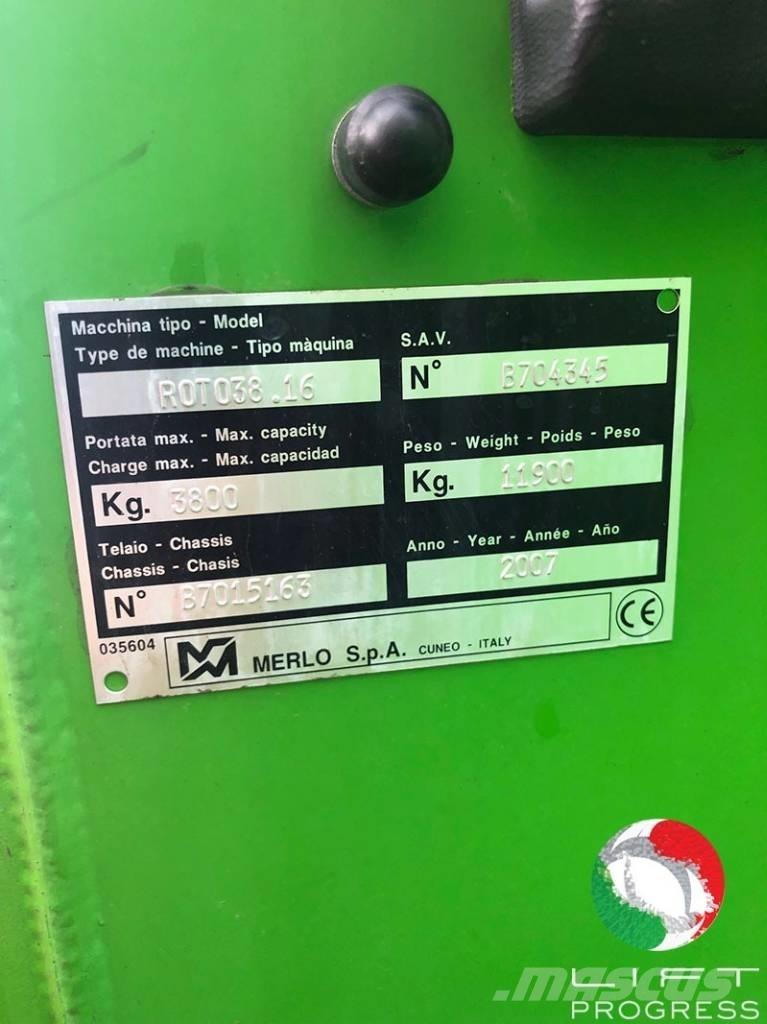 Macchina tipo - Model
Type de machine - Tipo màquina
ROTO38.16
S.A.V.
N° B704345
Portata max. - Max. capacity
Charge max. - Max. capacidad
Kg. 3800
Peso - Weight - Poids - Peso
Kg. 11900
Telaio - Chassis
Chassis - Chasis
N° B7015163
Anno - Year - Année - Año
2007
035604
MERLO S.p.A. CUNEO - ITALY
CE
LIFT
mascus
PROGRESS